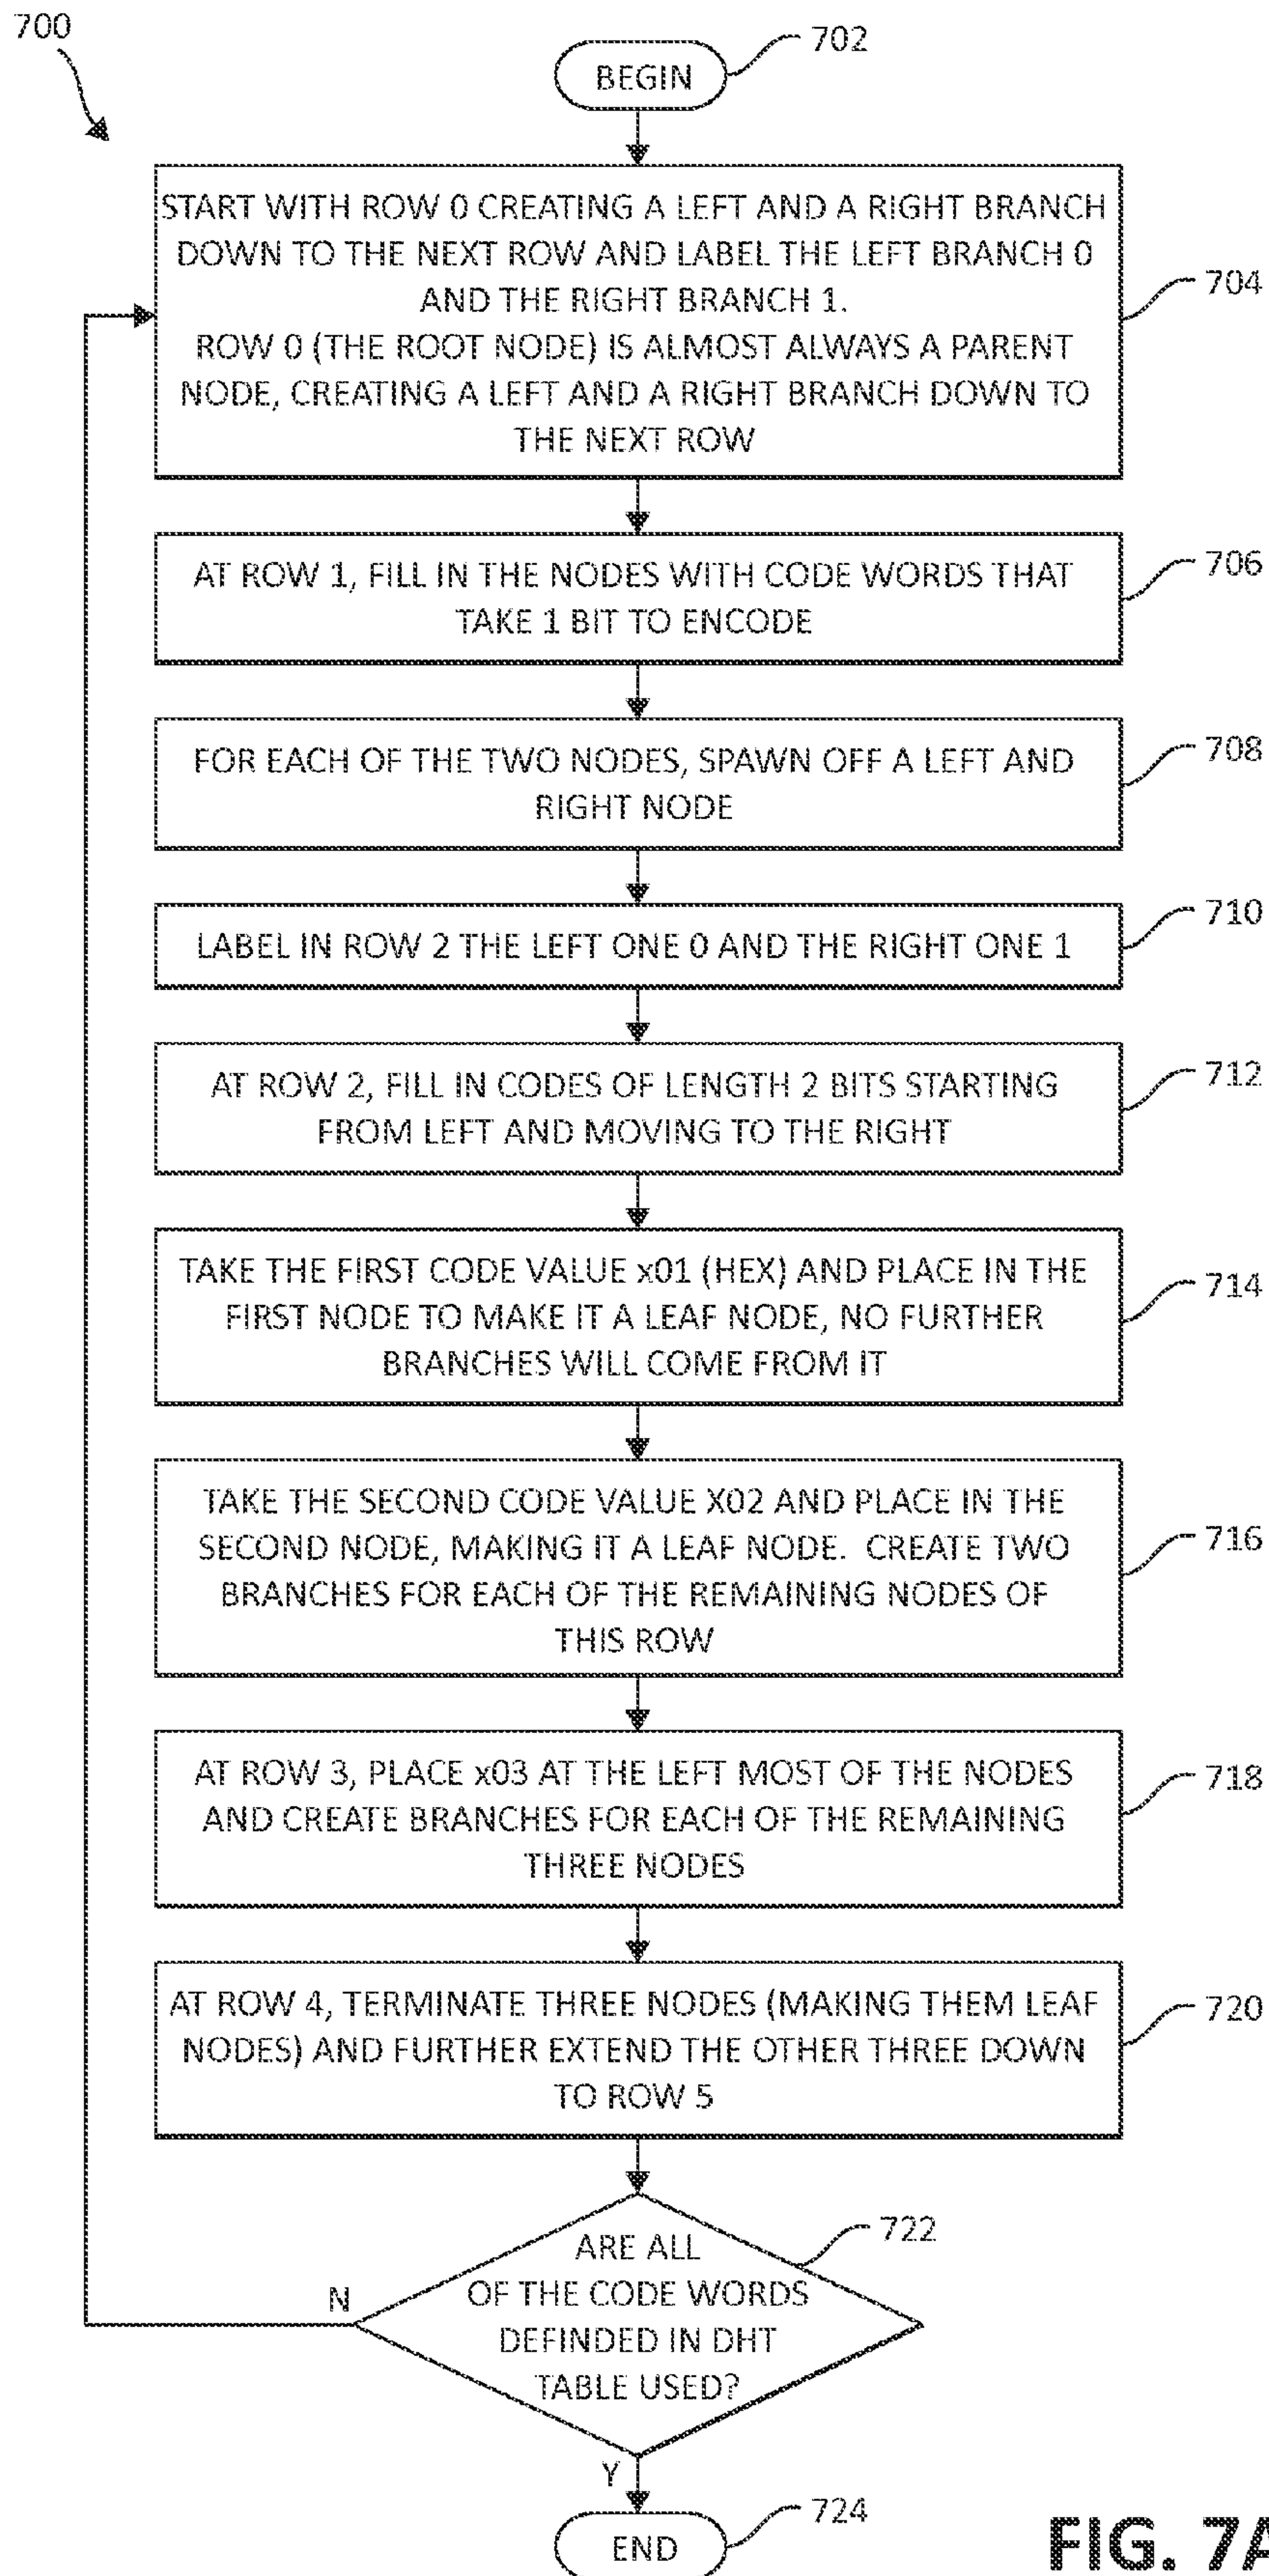 700
BEGIN
702
START WITH ROW 0 CREATING A LEFT AND A RIGHT BRANCH
DOWN TO THE NEXT ROW AND LABEL THE LEFT BRANCH 0
AND THE RIGHT BRANCH 1.
ROW 0 (THE ROOT NODE) IS ALMOST ALWAYS A PARENT
NODE, CREATING A LEFT AND A RIGHT BRANCH DOWN TO
THE NEXT ROW
704
AT ROW 1, FILL IN THE NODES WITH CODE WORDS THAT
TAKE 1 BIT TO ENCODE
706
FOR EACH OF THE TWO NODES, SPAWN OFF A LEFT AND
RIGHT NODE
708
LABEL IN ROW 2 THE LEFT ONE 0 AND THE RIGHT ONE 1
710
AT ROW 2, FILL IN CODES OF LENGTH 2 BITS STARTING
FROM LEFT AND MOVING TO THE RIGHT
712
TAKE THE FIRST CODE VALUE x01 (HEX) AND PLACE IN THE
FIRST NODE TO MAKE IT A LEAF NODE, NO FURTHER
BRANCHES WILL COME FROM IT
714
TAKE THE SECOND CODE VALUE X02 AND PLACE IN THE
SECOND NODE, MAKING IT A LEAF NODE. CREATE TWO
BRANCHES FOR EACH OF THE REMAINING NODES OF
THIS ROW
716
AT ROW 3, PLACE x03 AT THE LEFT MOST OF THE NODES
AND CREATE BRANCHES FOR EACH OF THE REMAINING
THREE NODES
718
AT ROW 4, TERMINATE THREE NODES (MAKING THEM LEAF
NODES) AND FURTHER EXTEND THE OTHER THREE DOWN
TO ROW 5
720
ARE ALL
OF THE CODE WORDS
DEFINDED IN DHT
TABLE USED?
722
N
Y
END
724
FIG. 7A